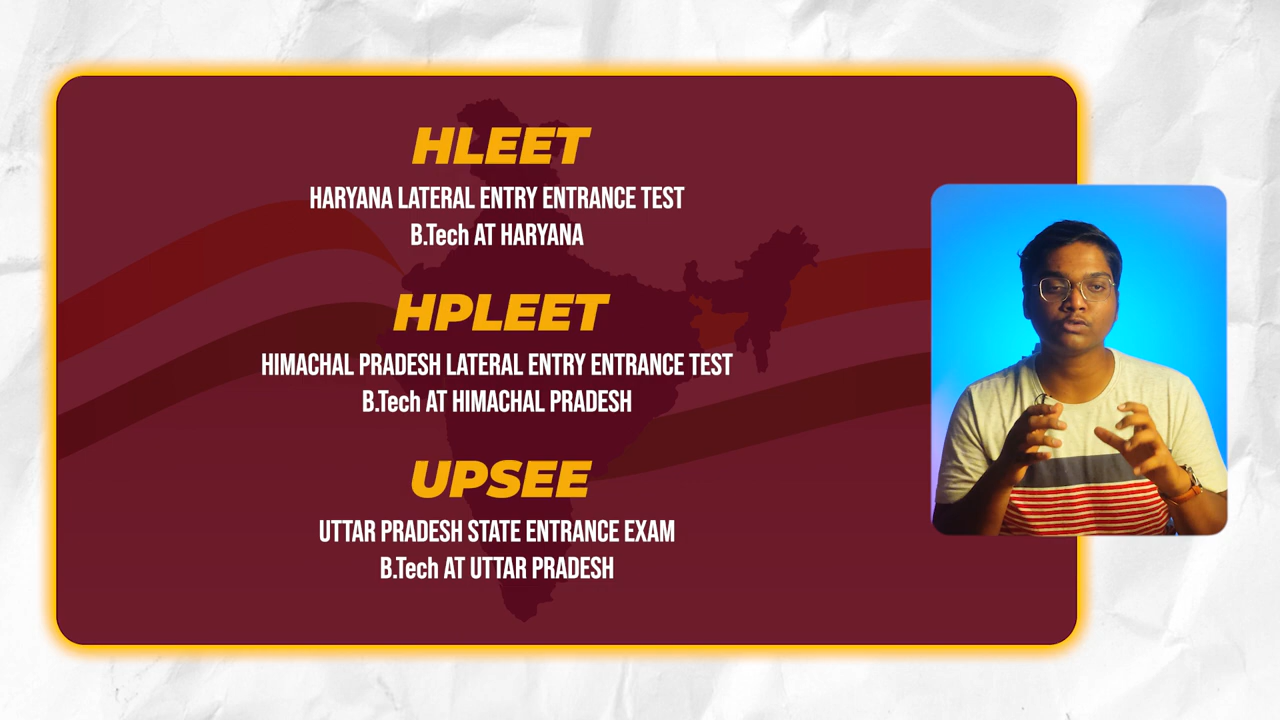 HLEET
HARYANA LATERAL ENTRY ENTRANCE TEST
B.Tech AT HARYANA
HPLEET
HIMACHAL PRADESH LATERAL ENTRY ENTRANCE TEST
B.Tech AT HIMACHAL PRADESH
UPSEE
UTTAR PRADESH STATE ENTRANCE EXAM
B.Tech AT UTTAR PRADESH